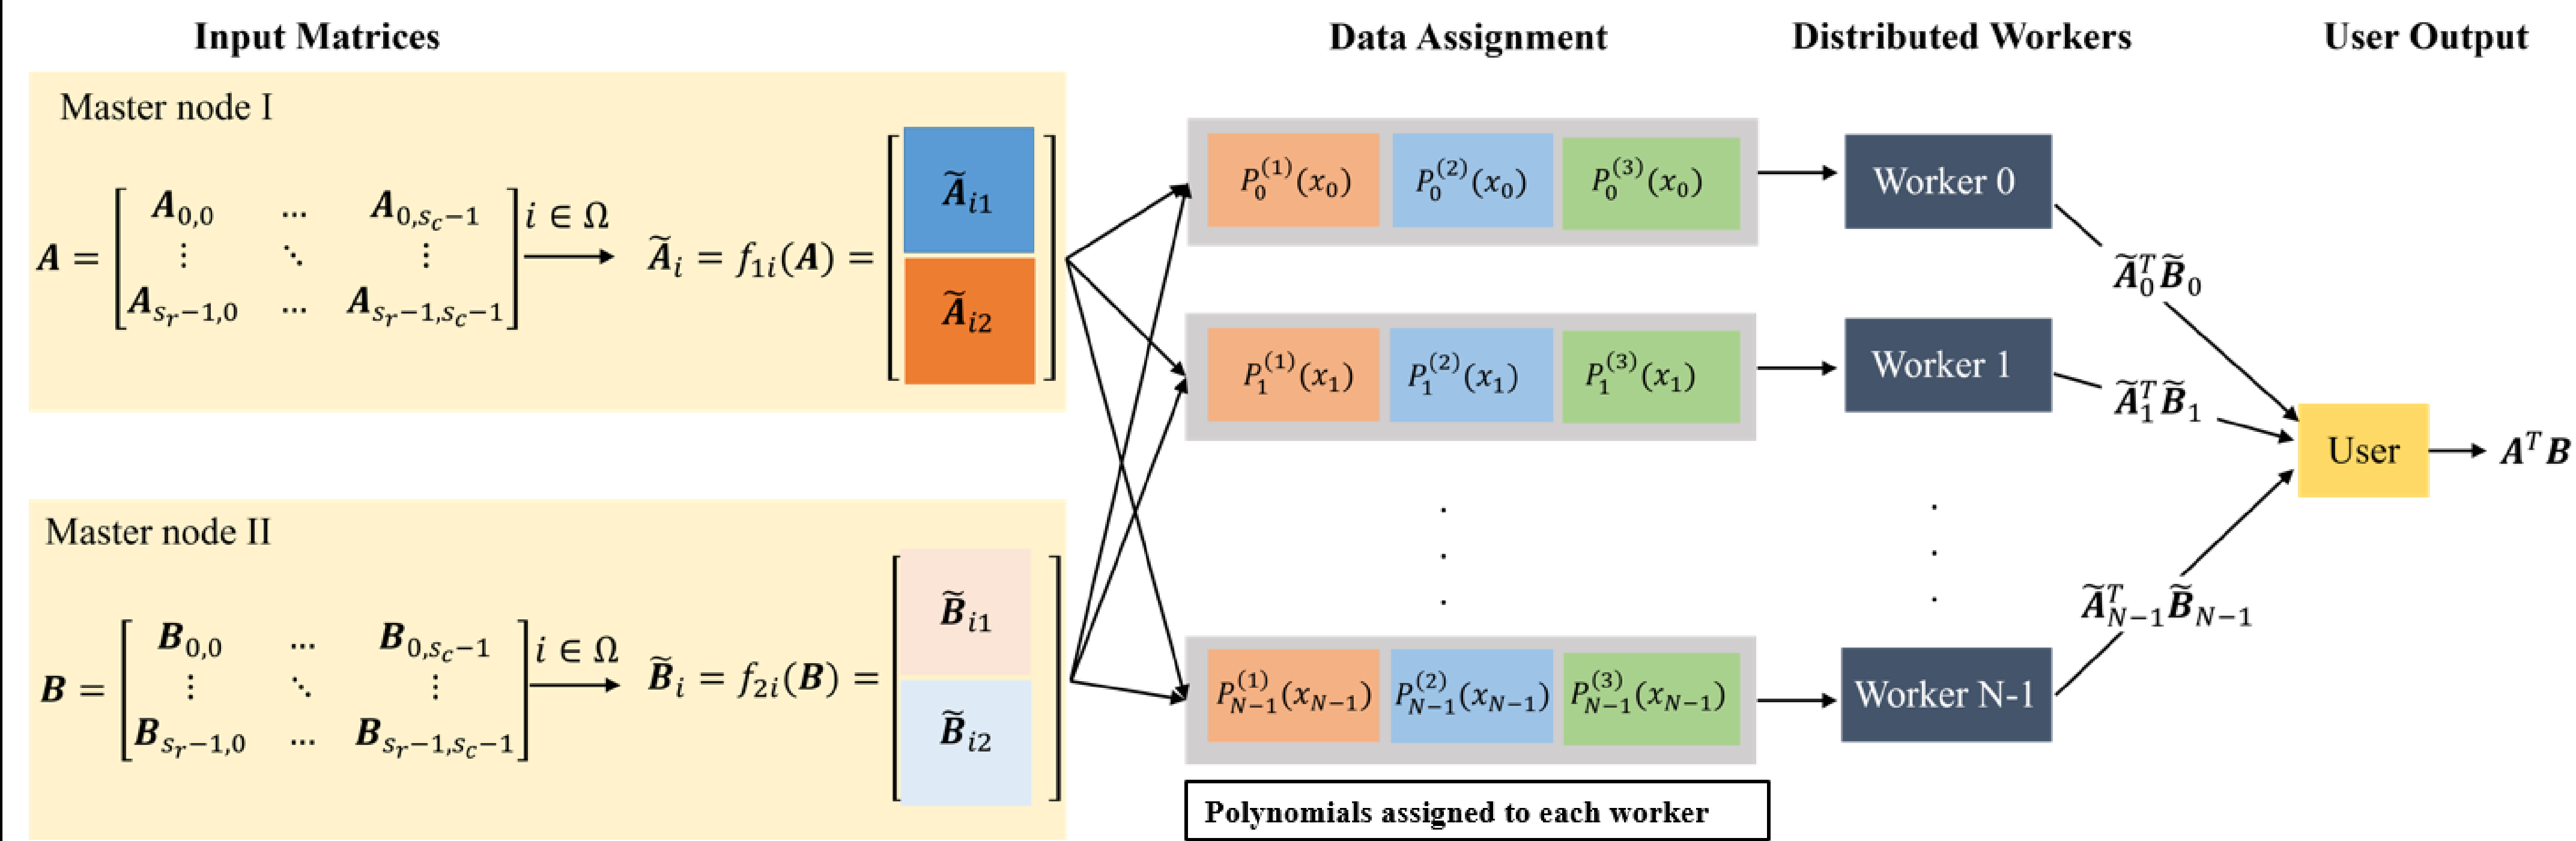 Input Matrices
Data Assignment
Distributed Workers
User Output
Master node I
A = [A_{0,0} ... A_{0,s_c−1}
⋮ ⋱ ⋮
A_{s_r−1,0} ... A_{s_r−1,s_c−1}]
i ∈ Ω
Ã_i = f_{1i}(A) =
Ã_{i1}
Ã_{i2}
Master node II
B = [B_{0,0} ... B_{0,s_c−1}
⋮ ⋱ ⋮
B_{s_r−1,0} ... B_{s_r−1,s_c−1}]
i ∈ Ω
B̃_i = f_{2i}(B) =
B̃_{i1}
B̃_{i2}
P_0^{(1)}(x_0) P_0^{(2)}(x_0) P_0^{(3)}(x_0)
P_1^{(1)}(x_1) P_1^{(2)}(x_1) P_1^{(3)}(x_1)
.
.
.
P_{N−1}^{(1)}(x_{N−1}) P_{N−1}^{(2)}(x_{N−1}) P_{N−1}^{(3)}(x_{N−1})
Polynomials assigned to each worker
Worker 0
Worker 1
.
.
.
Worker N-1
Ã_0^T B̃_0
Ã_1^T B̃_1
Ã_{N−1}^T B̃_{N−1}
User
A^T B